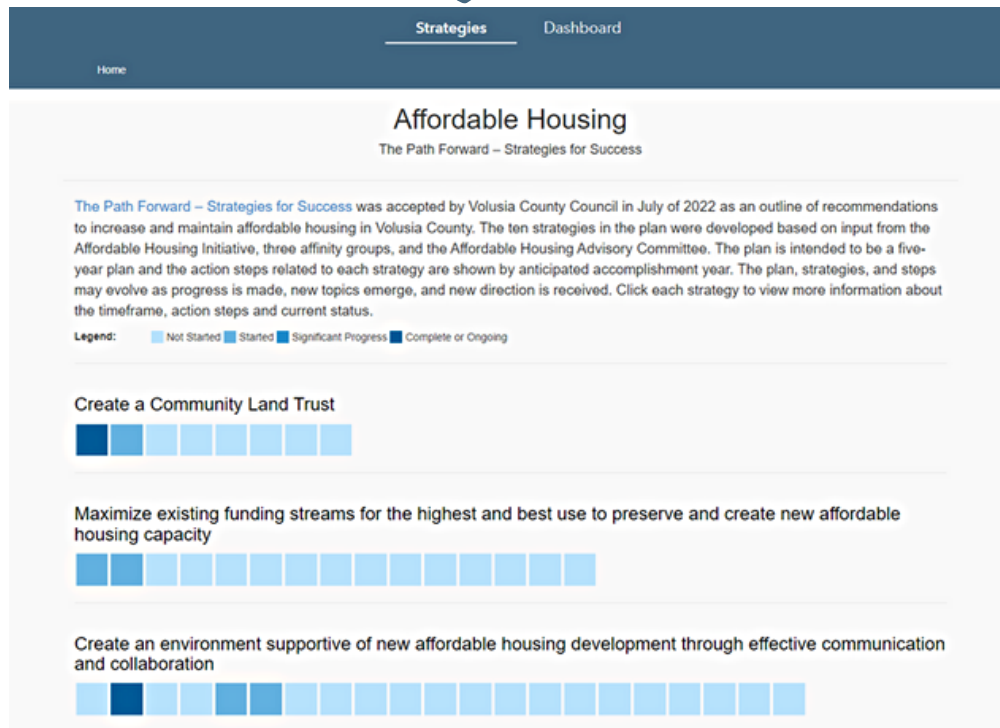 Strategies Dashboard
Home
Affordable Housing
The Path Forward – Strategies for Success
The Path Forward – Strategies for Success was accepted by Volusia County Council in July of 2022 as an outline of recommendations
to increase and maintain affordable housing in Volusia County. The ten strategies in the plan were developed based on input from the
Affordable Housing Initiative, three affinity groups, and the Affordable Housing Advisory Committee. The plan is intended to be a five-
year plan and the action steps related to each strategy are shown by anticipated accomplishment year. The plan, strategies, and steps
may evolve as progress is made, new topics emerge, and new direction is received. Click each strategy to view more information about
the timeframe, action steps and current status.
Legend: Not Started Started Significant Progress Complete or Ongoing
Create a Community Land Trust
Maximize existing funding streams for the highest and best use to preserve and create new affordable
housing capacity
Create an environment supportive of new affordable housing development through effective communication
and collaboration